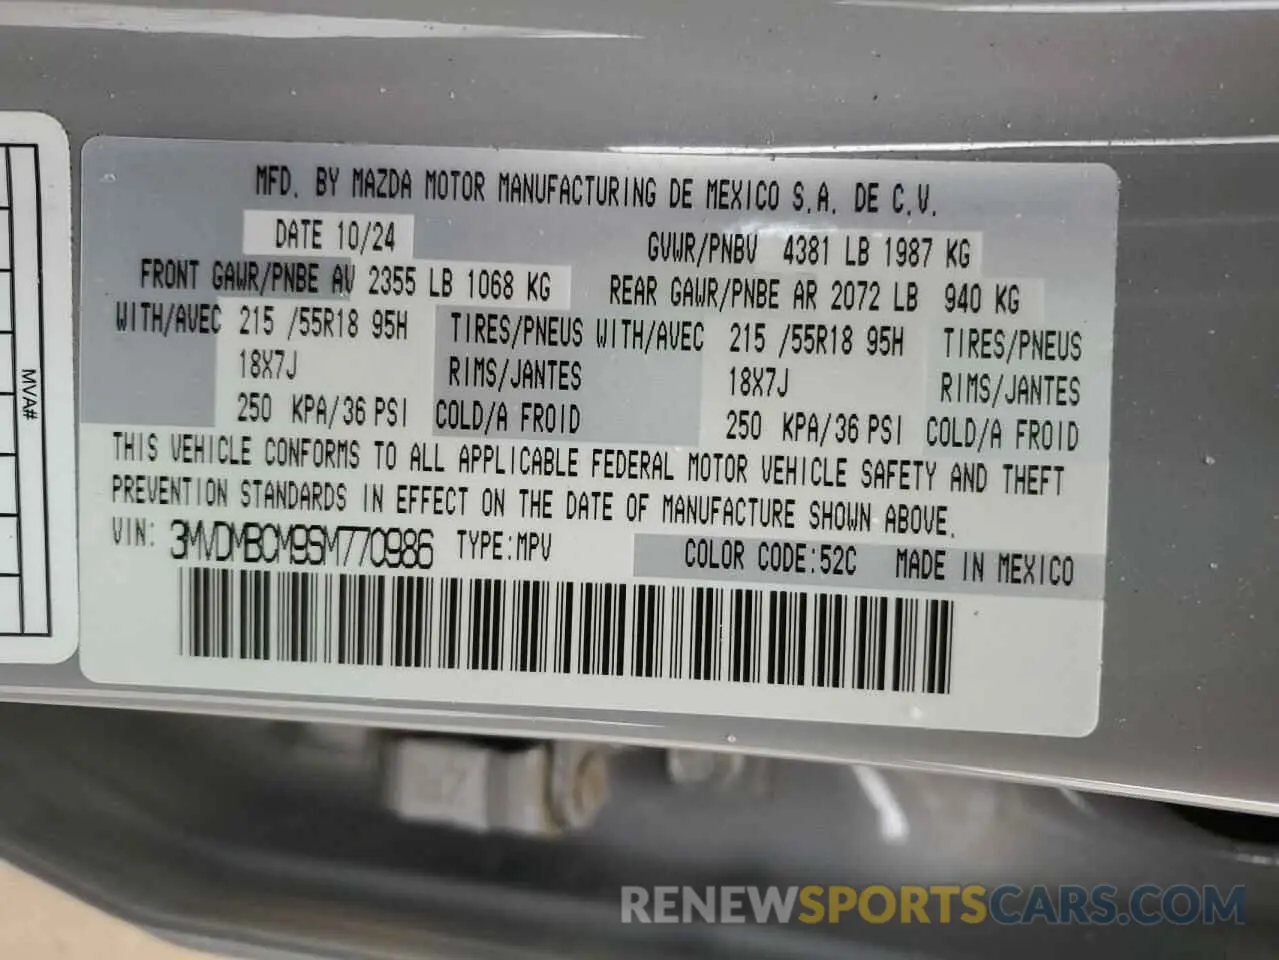 MFD. BY MAZDA MOTOR MANUFACTURING DE MEXICO S.A. DE C.V.
DATE 10/24 GVWR/PNBV 4381 LB 1987 KG
FRONT GAWR/PNBE AV 2355 LB 1068 KG REAR GAWR/PNBE AR 2072 LB 940 KG
WITH/AVEC 215 /55R18 95H TIRES/PNEUS WITH/AVEC 215 /55R18 95H TIRES/PNEUS
18X7J RIMS/JANTES 18X7J RIMS/JANTES
250 KPA/36 PSI COLD/A FROID 250 KPA/36 PSI COLD/A FROID
THIS VEHICLE CONFORMS TO ALL APPLICABLE FEDERAL MOTOR VEHICLE SAFETY AND THEFT
PREVENTION STANDARDS IN EFFECT ON THE DATE OF MANUFACTURE SHOWN ABOVE.
VIN: 3MVDMBCM9SM770986 TYPE:MPV COLOR CODE:52C MADE IN MEXICO
MVA#
RENEWSPORTSCARS.COM